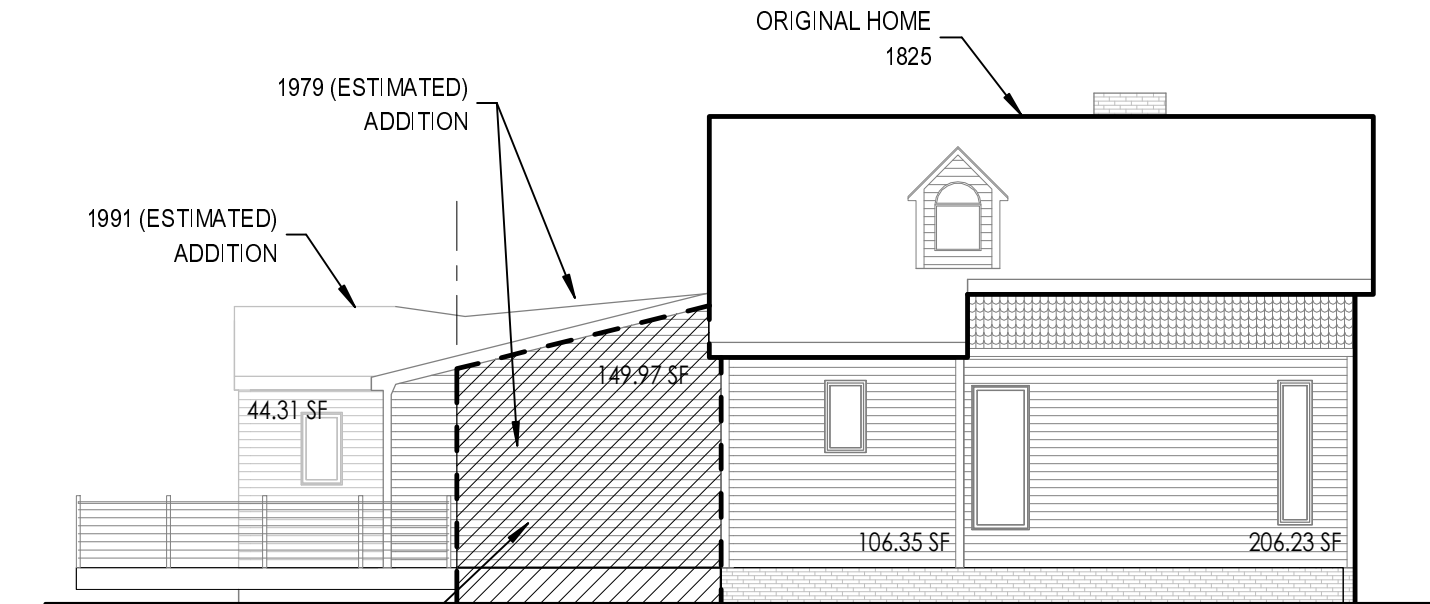 ORIGINAL HOME
1825
1979 (ESTIMATED)
ADDITION
1991 (ESTIMATED)
ADDITION
149.97 SF
44.31 SF
106.35 SF
206.23 SF